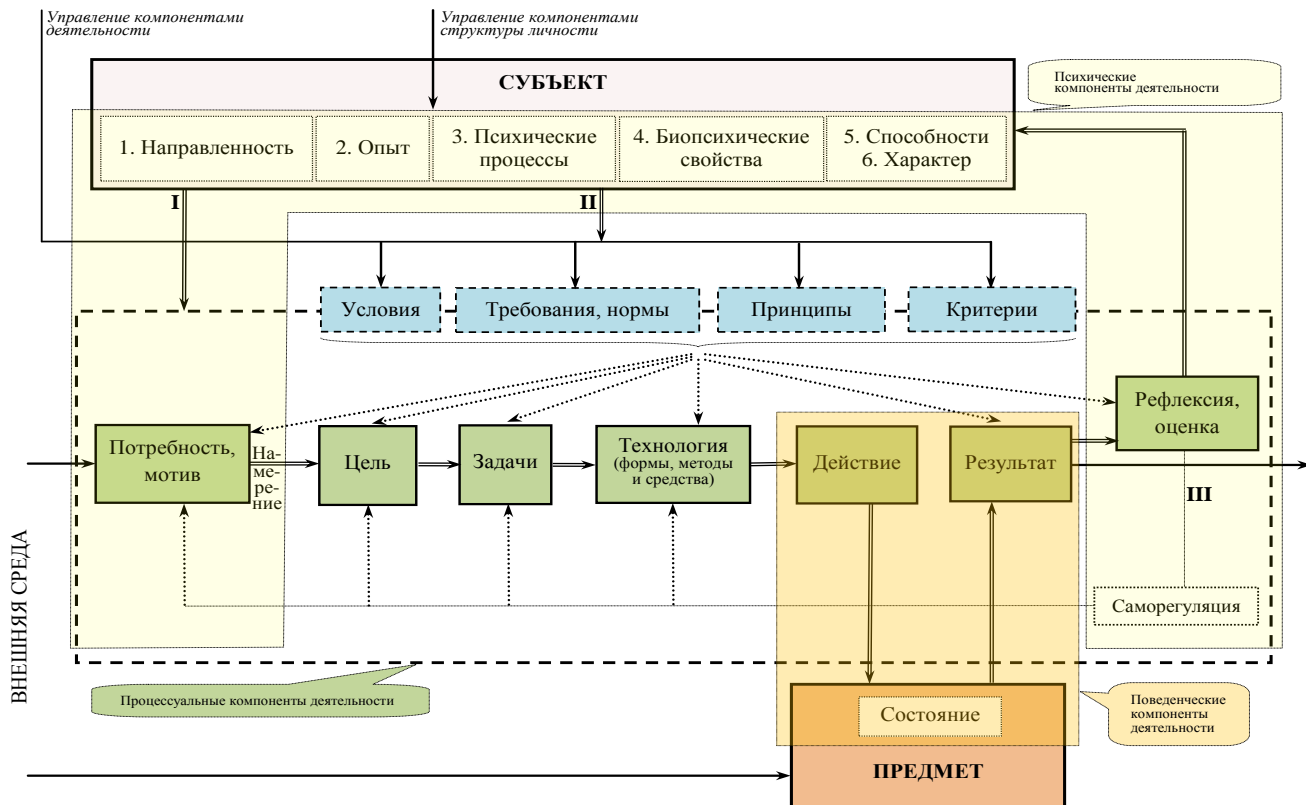 Управление компонентами
деятельности
Управление компонентами
структуры личности
СУБЪЕКТ
Психические
компоненты деятельности
1. Направленность
2. Опыт
3. Психические
процессы
4. Биопсихические
свойства
5. Способности
6. Характер
I
II
Условия
Требования, нормы
Принципы
Критерии
Потребность,
мотив
На-
ме-
ре-
ние
Цель
Задачи
Технология
(формы, методы
и средства)
Действие
Результат
Рефлексия,
оценка
III
Саморегуляция
ВНЕШНЯЯ СРЕДА
Процессуальные компоненты деятельности
Поведенческие
компоненты
деятельности
Состояние
ПРЕДМЕТ